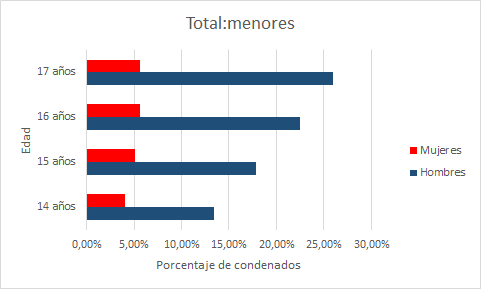 Total:menores
Edad
17 años
16 años
15 años
14 años
0,00% 5,00% 10,00% 15,00% 20,00% 25,00% 30,00%
Porcentaje de condenados
Mujeres
Hombres